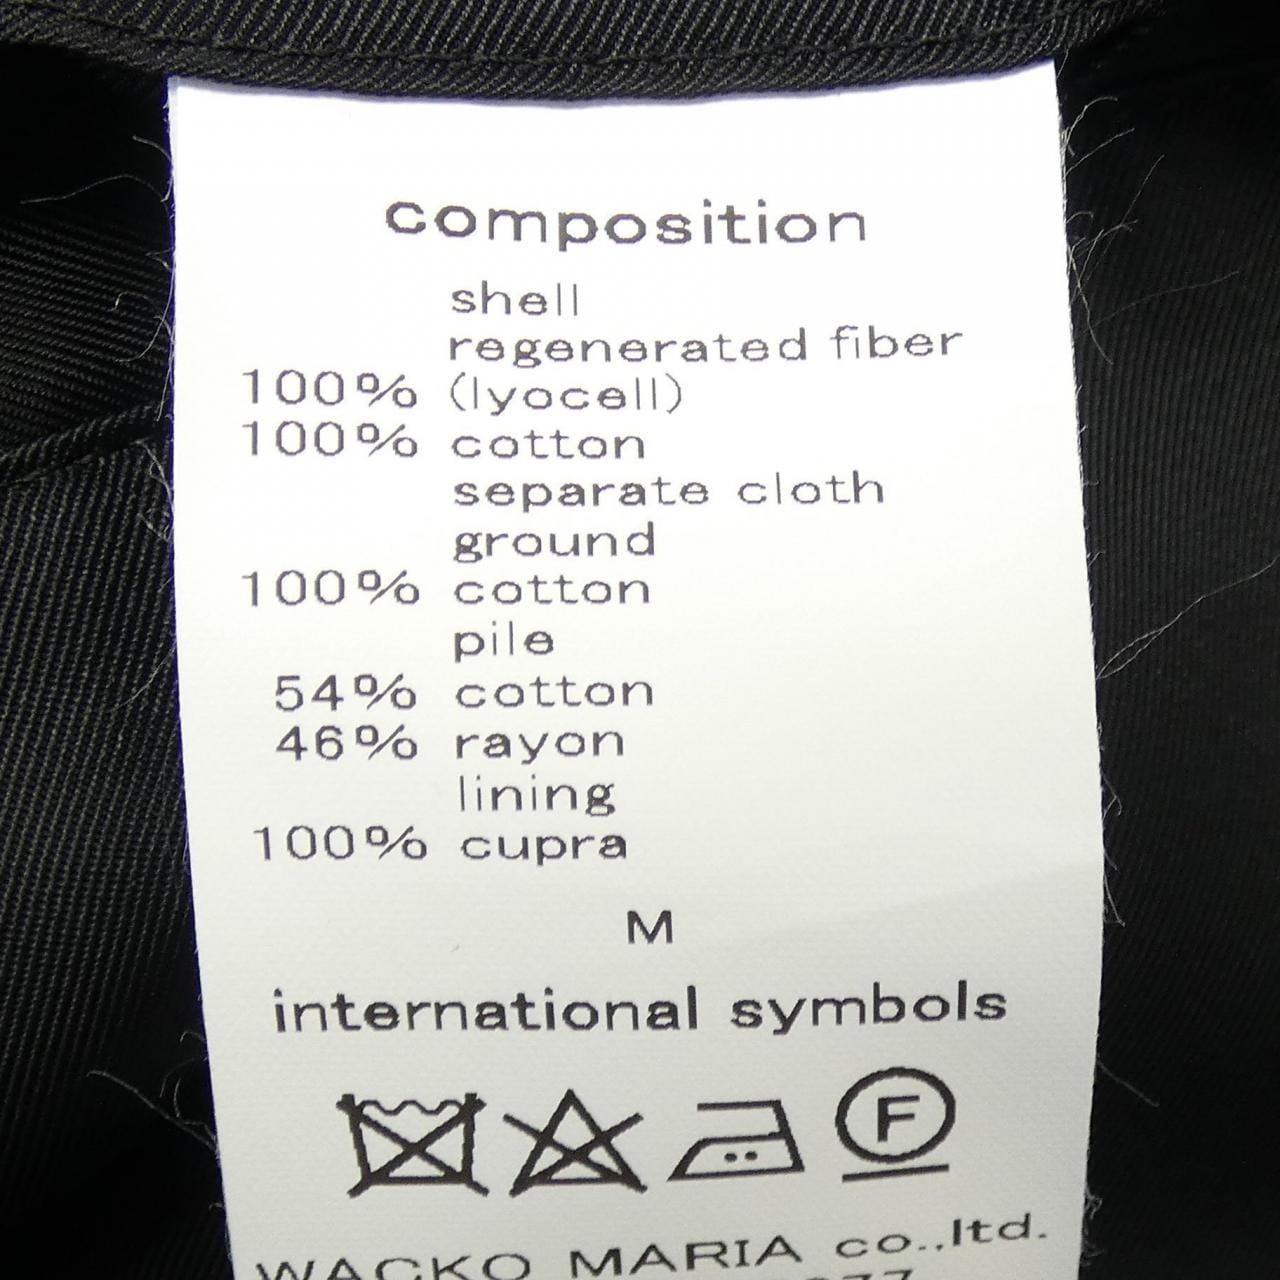 composition
shell
regenerated fiber
100% (lyocell)
100% cotton
separate cloth
ground
100% cotton
pile
54% cotton
46% rayon
lining
100% cupra
M
international symbols
F
WACKO MARIA co.,ltd.